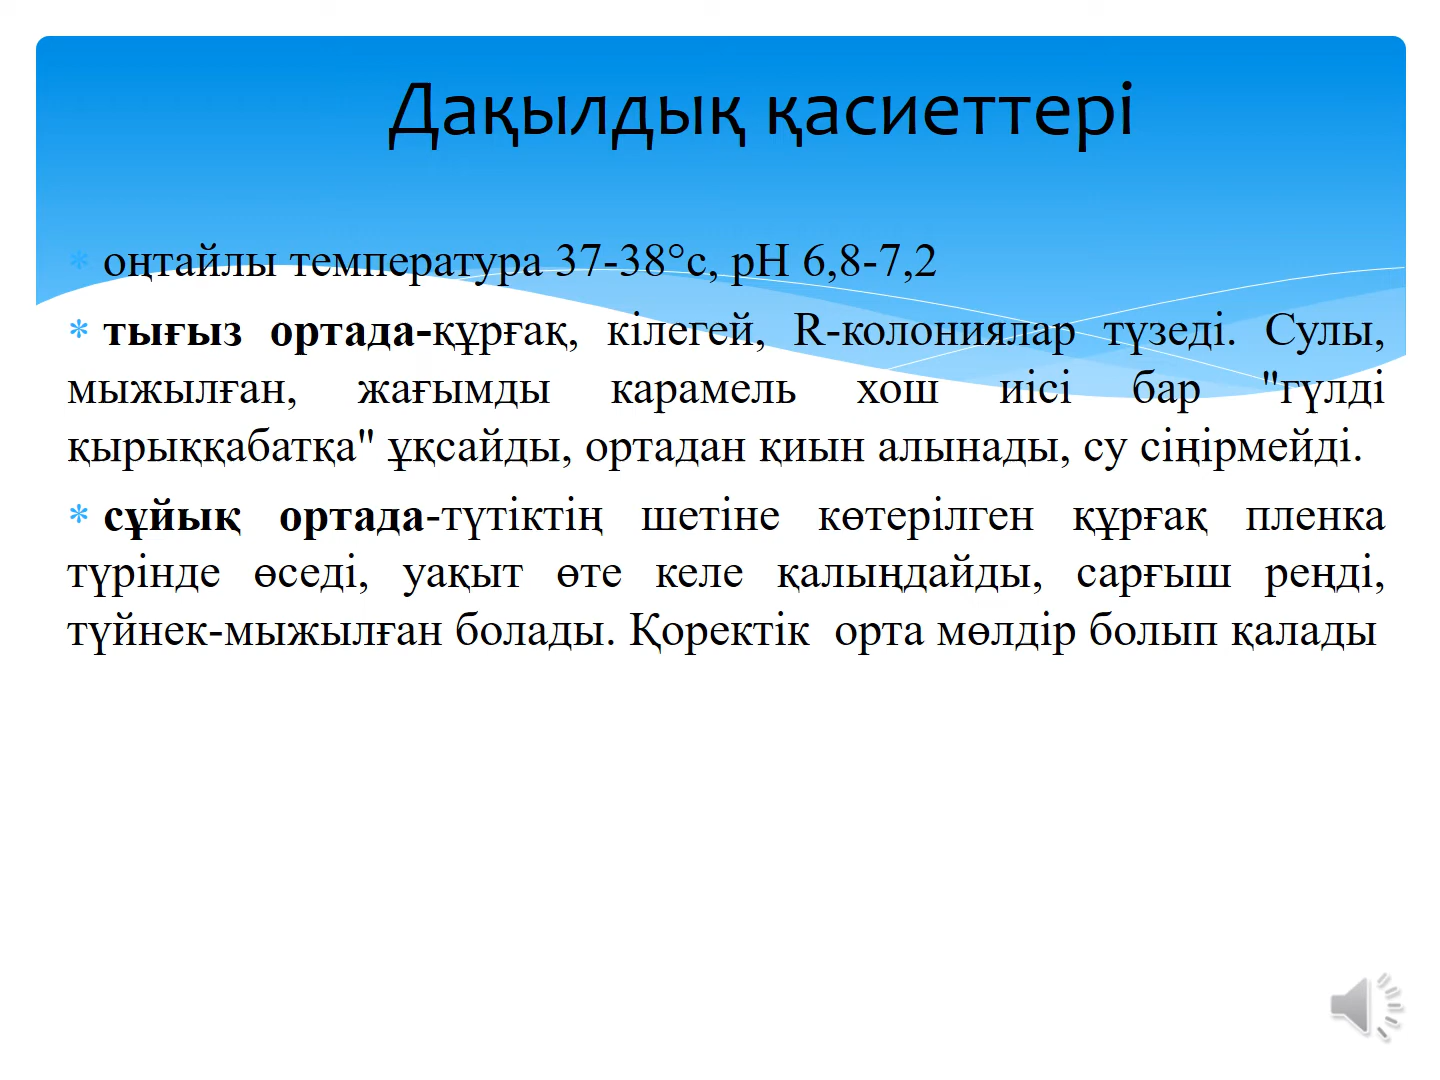 Дақылдық қасиеттері
* оңтайлы температура 37-38°с, рН 6,8-7,2
* тығыз ортада-құрғақ, кілегей, R-колониялар түзеді. Сулы,
мыжылған, жағымды карамель хош иісі бар "гүлді
қырыққабатқа" ұқсайды, ортадан қиын алынады, су сіңірмейді.
* сұйық ортада-түтіктің шетіне көтерілген құрғақ пленка
түрінде өседі, уақыт өте келе қалыңдайды, сарғыш реңді,
түйнек-мыжылған болады. Қоректік  орта мөлдір болып қалады